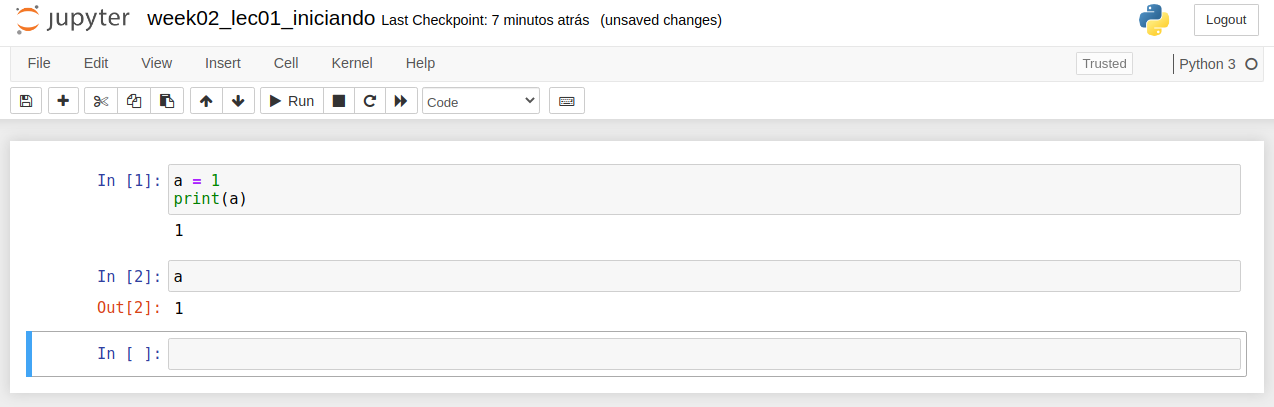 jupyter week02_lec01_iniciando Last Checkpoint: 7 minutos atrás (unsaved changes) Logout
File Edit View Insert Cell Kernel Help Trusted Python 3
Run Code
In [1]: a = 1
print(a)
1
In [2]: a
Out[2]: 1
In [ ]: